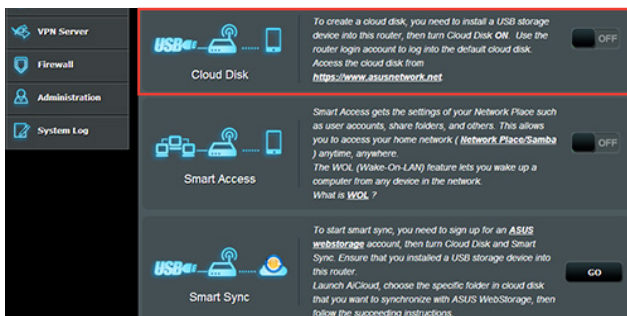 VPN Server
Firewall
Administration
System Log
USB
Cloud Disk
To create a cloud disk, you need to install a USB storage
device into this router, then turn Cloud Disk ON. Use the
router login account to log into the default cloud disk.
Access the cloud disk from
https://www.asusnetwork.net.
OFF
Smart Access
Smart Access gets the settings of your Network Place such
as user accounts, share folders, and others. This allows
you to access your home network ( Network Place/Samba
) anytime, anywhere.
The WOL (Wake-On-LAN) feature lets you wake up a
computer from any device in the network.
What is WOL ?
OFF
USB
Smart Sync
To start smart sync, you need to sign up for an ASUS
webstorage account, then turn Cloud Disk and Smart
Sync. Ensure that you installed a USB storage device into
this router.
Launch AiCloud, choose the specific folder in cloud disk
that you want to synchronize with ASUS WebStorage, then
follow the succeeding instructions.
GO